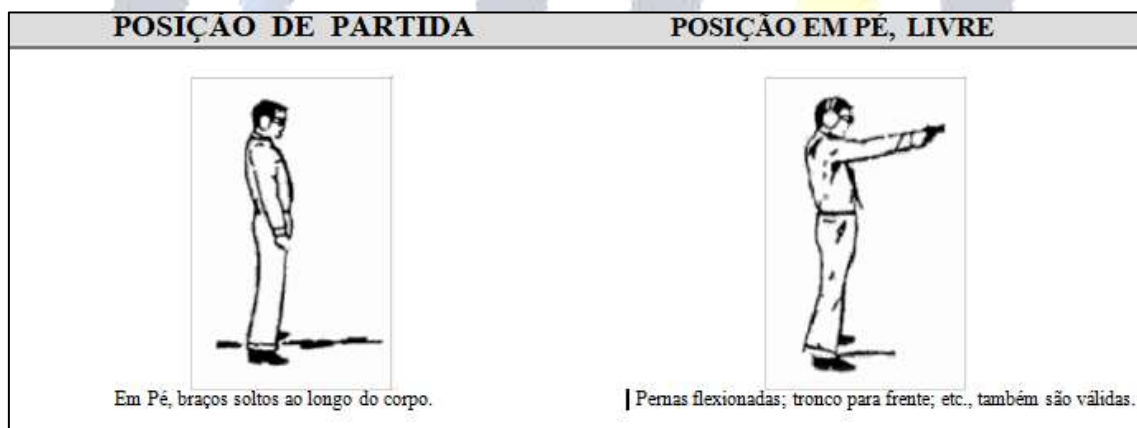 POSIÇÃO DE PARTIDA
POSIÇÃO EM PÉ, LIVRE
Em Pé, braços soltos ao longo do corpo.
Pernas flexionadas; tronco para frente; etc., também são válidas.